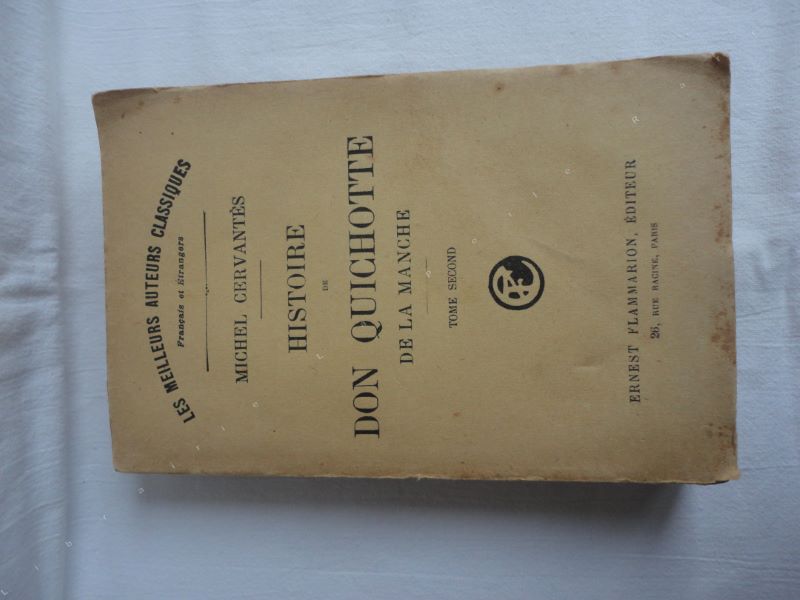 LES MEILLEURS AUTEURS CLASSIQUES
Français et Étrangers
MICHEL CERVANTÈS
HISTOIRE
DE
DON QUICHOTTE
DE LA MANCHE
TOME SECOND
ERNEST FLAMMARION, ÉDITEUR
26, RUE RACINE, PARIS